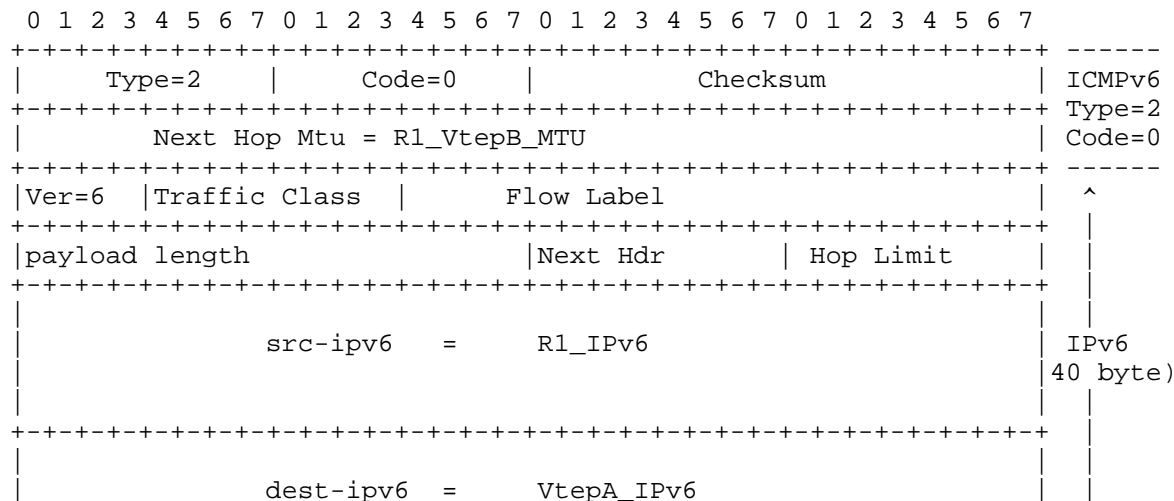 0 1 2 3 4 5 6 7 0 1 2 3 4 5 6 7 0 1 2 3 4 5 6 7 0 1 2 3 4 5 6 7
+-+-+-+-+-+-+-+-+-+-+-+-+-+-+-+-+-+-+-+-+-+-+-+-+-+-+-+-+-+-+-+-+ ------
|     Type=2    |     Code=0    |            Checksum           | ICMPv6
+-+-+-+-+-+-+-+-+-+-+-+-+-+-+-+-+-+-+-+-+-+-+-+-+-+-+-+-+-+-+-+-+ Type=2
|        Next Hop Mtu = R1_VtepB_MTU                            | Code=0
+-+-+-+-+-+-+-+-+-+-+-+-+-+-+-+-+-+-+-+-+-+-+-+-+-+-+-+-+-+-+-+-+ ------
|Ver=6  |Traffic Class  |      Flow Label                       |  ^
+-+-+-+-+-+-+-+-+-+-+-+-+-+-+-+-+-+-+-+-+-+-+-+-+-+-+-+-+-+-+-+-+  |
|payload length                 |Next Hdr       | Hop Limit     |  |
+-+-+-+-+-+-+-+-+-+-+-+-+-+-+-+-+-+-+-+-+-+-+-+-+-+-+-+-+-+-+-+-+  |
|                                                               |  |
|               src-ipv6  =     R1_IPv6                         | IPv6
|                                                               |40 byte)
|                                                               |  |
+-+-+-+-+-+-+-+-+-+-+-+-+-+-+-+-+-+-+-+-+-+-+-+-+-+-+-+-+-+-+-+-+  |
|                                                               |  |
|               dest-ipv6 =     VtepA_IPv6                      |  |